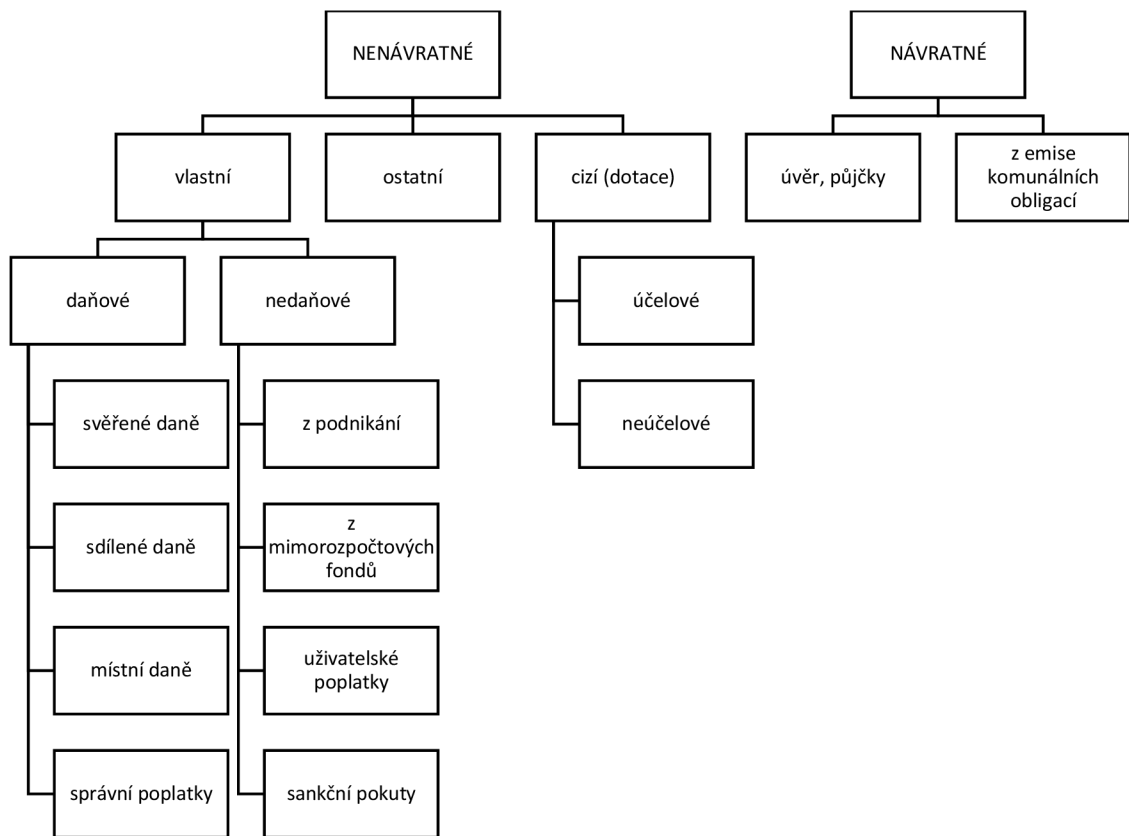 NENÁVRATNÉ
NÁVRATNÉ
vlastní
ostatní
cizí (dotace)
úvěr, půjčky
z emise
komunálních
obligací
daňové
nedaňové
účelové
svěřené daně
z podnikání
neúčelové
sdílené daně
z
mimorozpočtových
fondů
místní daně
uživatelské
poplatky
správní poplatky
sankční pokuty